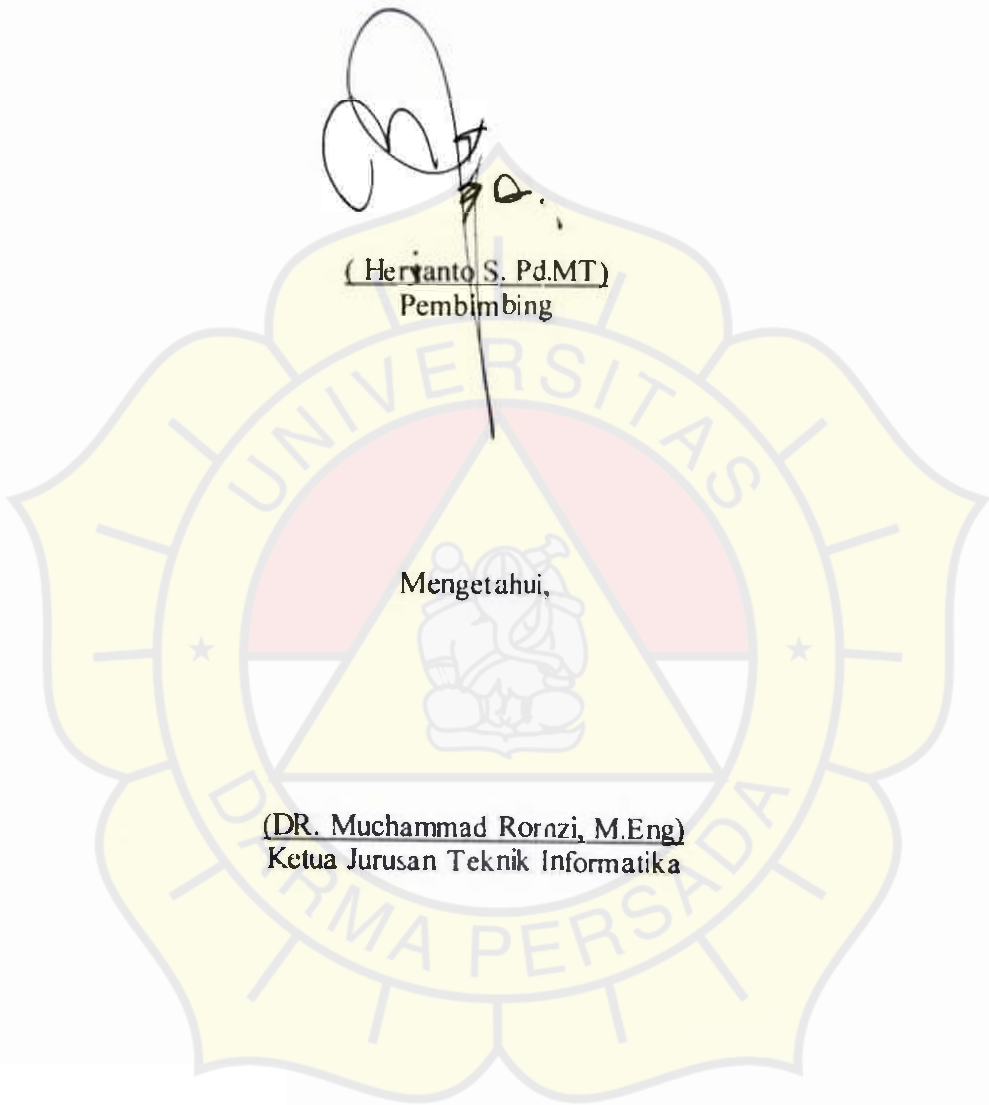 ( Heryanto S. Pd.MT)
Pembimbing
UNIVERSITAS
Mengetahui,
(DR. Muchammad Romzi, M.Eng)
Ketua Jurusan Teknik Informatika
DARMA PERSADA